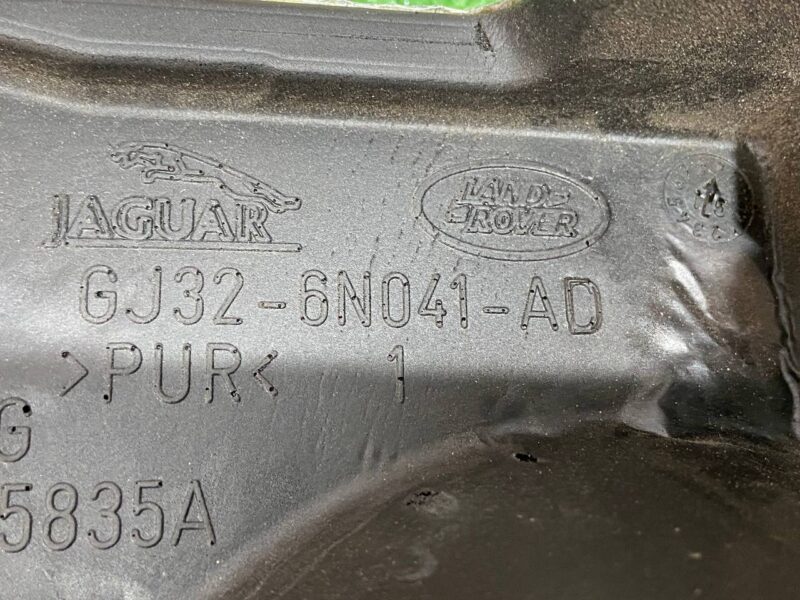 JAGUAR
LAND
ROVER
GJ32-6N041-AD
>PUR< 1
G
5835A